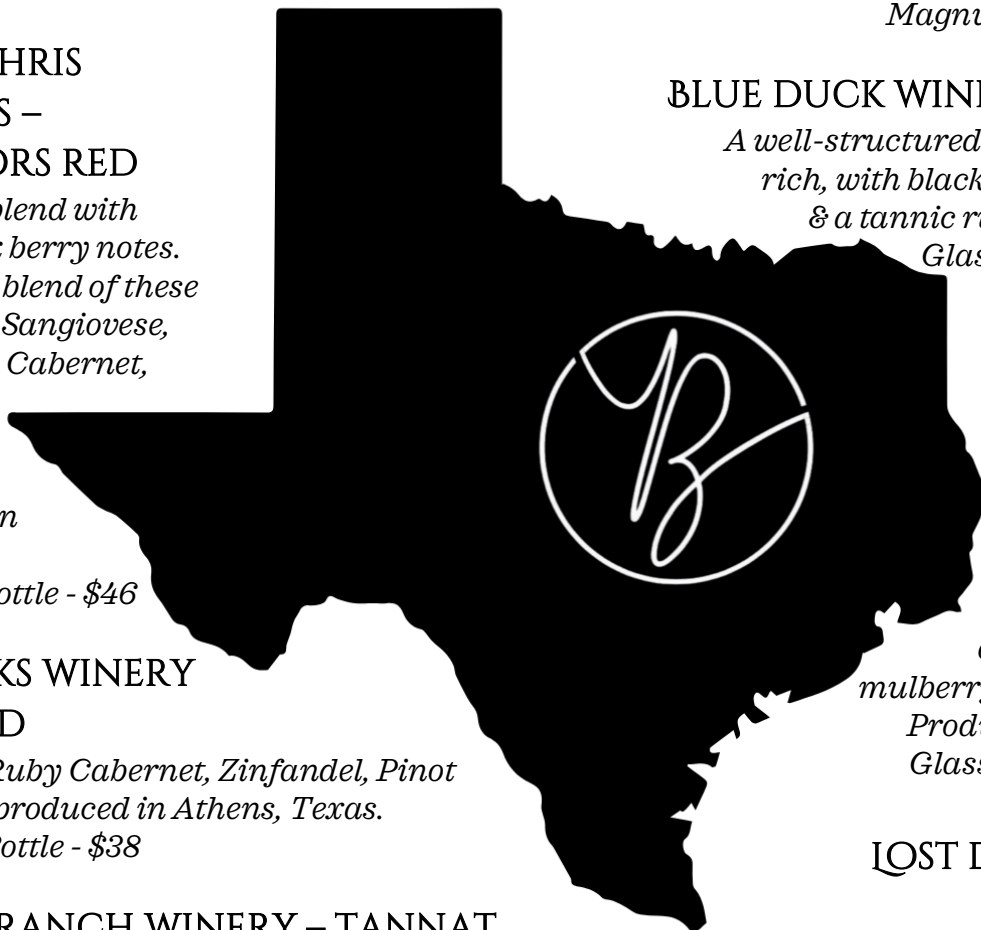 HRIS
S –
ORS RED
blend with
berry notes.
blend of these
Sangiovese,
Cabernet,
n
ottle - $46
KS WINERY
D
Ruby Cabernet, Zinfandel, Pinot
produced in Athens, Texas.
ottle - $38
RANCH WINERY – TANNAT
B
Magnu
BLUE DUCK WIN
A well-structured
rich, with black
& a tannic ru
Glas
mulberry
Produ
Glass
LOST D